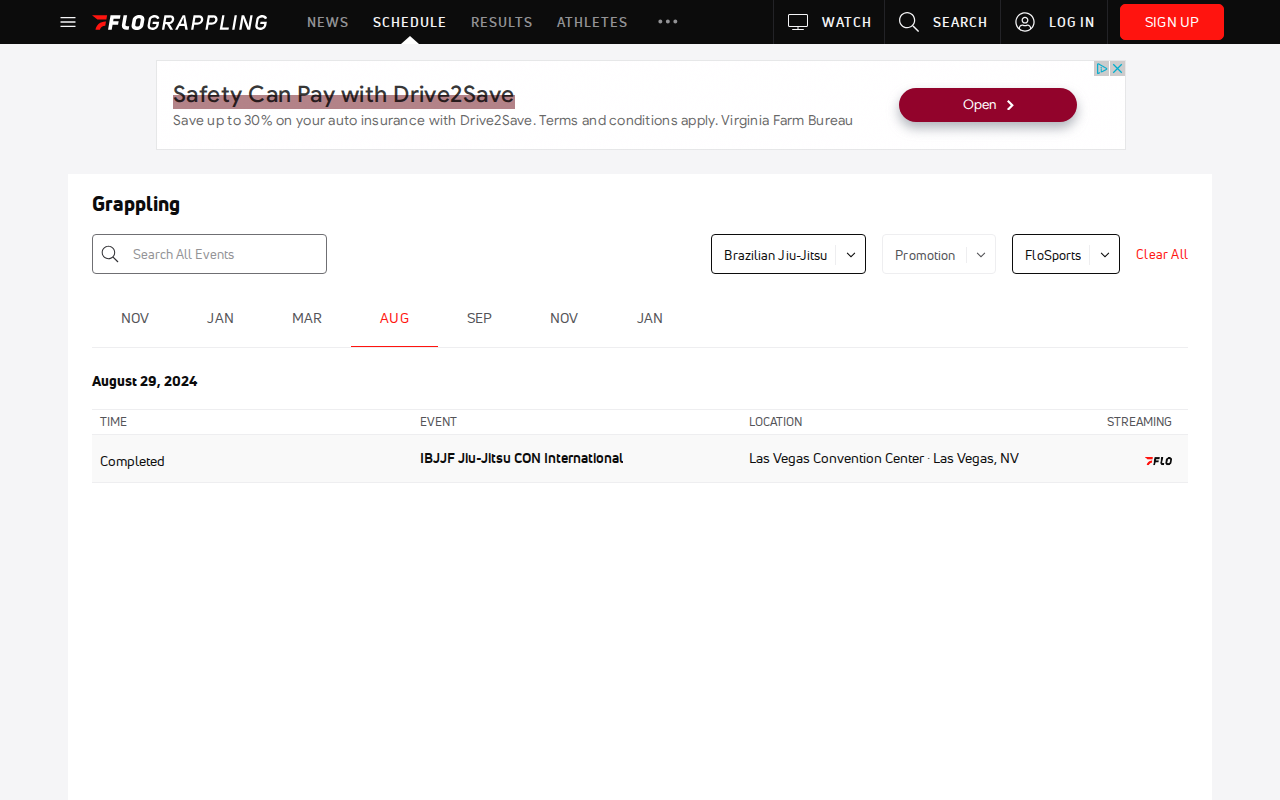 FLOGRAPPLING NEWS SCHEDULE RESULTS ATHLETES ••• WATCH SEARCH LOG IN SIGN UP
Safety Can Pay with Drive2Save
Save up to 30% on your auto insurance with Drive2Save. Terms and conditions apply. Virginia Farm Bureau
Open
Grappling
Search All Events Brazilian Jiu-Jitsu Promotion FloSports Clear All
NOV JAN MAR AUG SEP NOV JAN
August 29, 2024
TIME EVENT LOCATION STREAMING
Completed IBJJF Jiu-Jitsu CON International Las Vegas Convention Center · Las Vegas, NV FLO